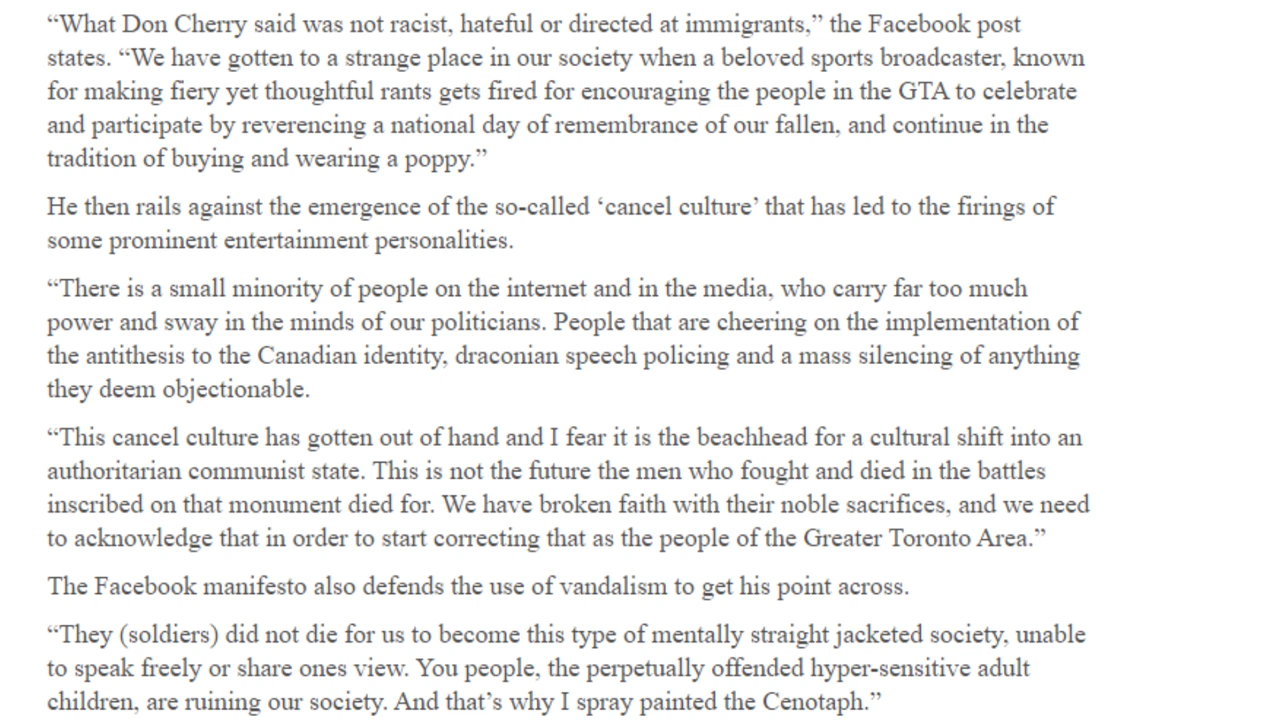 “What Don Cherry said was not racist, hateful or directed at immigrants,” the Facebook post
states. “We have gotten to a strange place in our society when a beloved sports broadcaster, known
for making fiery yet thoughtful rants gets fired for encouraging the people in the GTA to celebrate
and participate by reverencing a national day of remembrance of our fallen, and continue in the
tradition of buying and wearing a poppy.”
He then rails against the emergence of the so-called ‘cancel culture’ that has led to the firings of
some prominent entertainment personalities.
“There is a small minority of people on the internet and in the media, who carry far too much
power and sway in the minds of our politicians. People that are cheering on the implementation of
the antithesis to the Canadian identity, draconian speech policing and a mass silencing of anything
they deem objectionable.
“This cancel culture has gotten out of hand and I fear it is the beachhead for a cultural shift into an
authoritarian communist state. This is not the future the men who fought and died in the battles
inscribed on that monument died for. We have broken faith with their noble sacrifices, and we need
to acknowledge that in order to start correcting that as the people of the Greater Toronto Area.”
The Facebook manifesto also defends the use of vandalism to get his point across.
“They (soldiers) did not die for us to become this type of mentally straight jacketed society, unable
to speak freely or share ones view. You people, the perpetually offended hyper-sensitive adult
children, are ruining our society. And that’s why I spray painted the Cenotaph.”